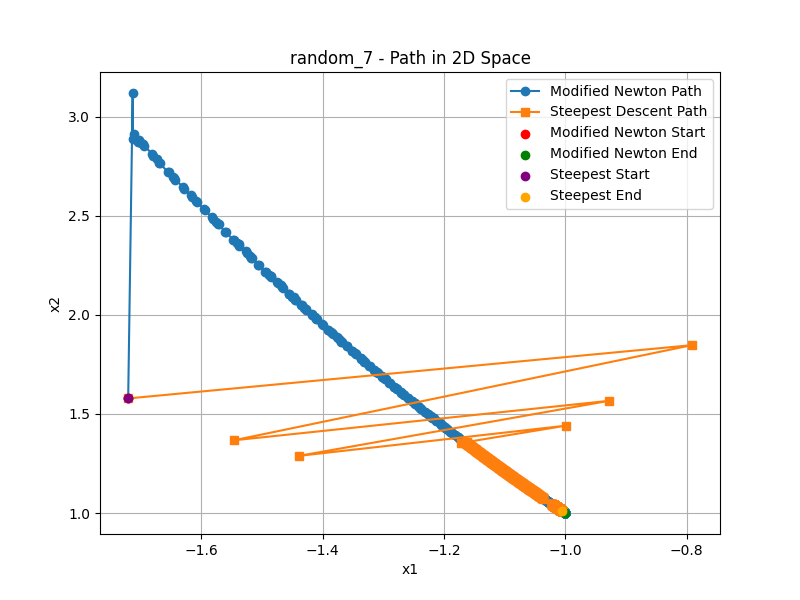 random_7 - Path in 2D Space
Modified Newton Path
Steepest Descent Path
Modified Newton Start
Modified Newton End
Steepest Start
Steepest End
x2
3.0
2.5
2.0
1.5
1.0
−1.6
−1.4
−1.2
−1.0
−0.8
x1